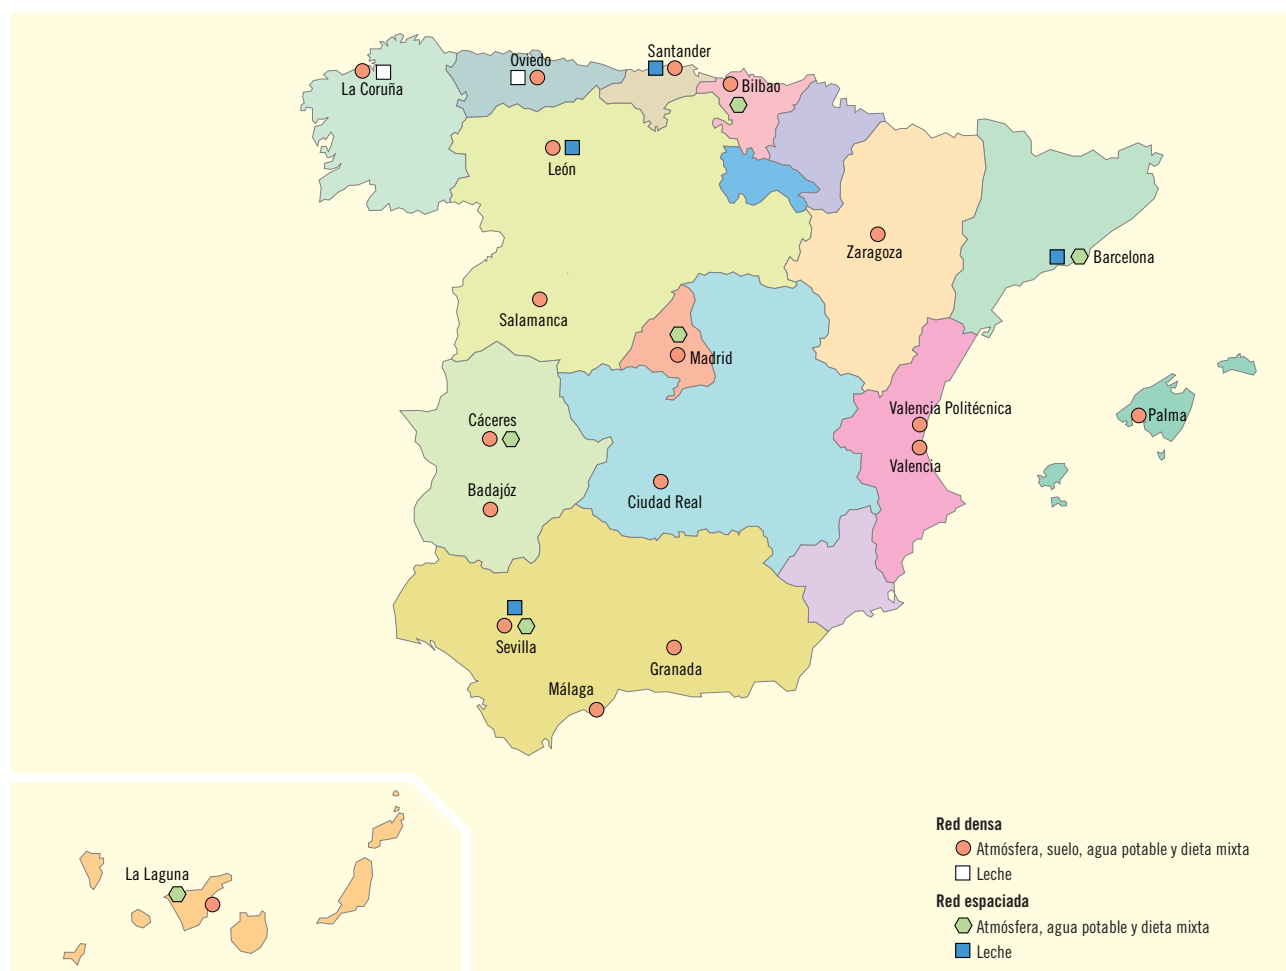 Santander
Oviedo
La Coruña
Bilbao
León
Zaragoza
Barcelona
Salamanca
Madrid
Valencia Politécnica
Palma
Cáceres
Valencia
Badajóz
Ciudad Real
Sevilla
Granada
Málaga
La Laguna
Red densa
Atmósfera, suelo, agua potable y dieta mixta
Leche
Red espaciada
Atmósfera, agua potable y dieta mixta
Leche